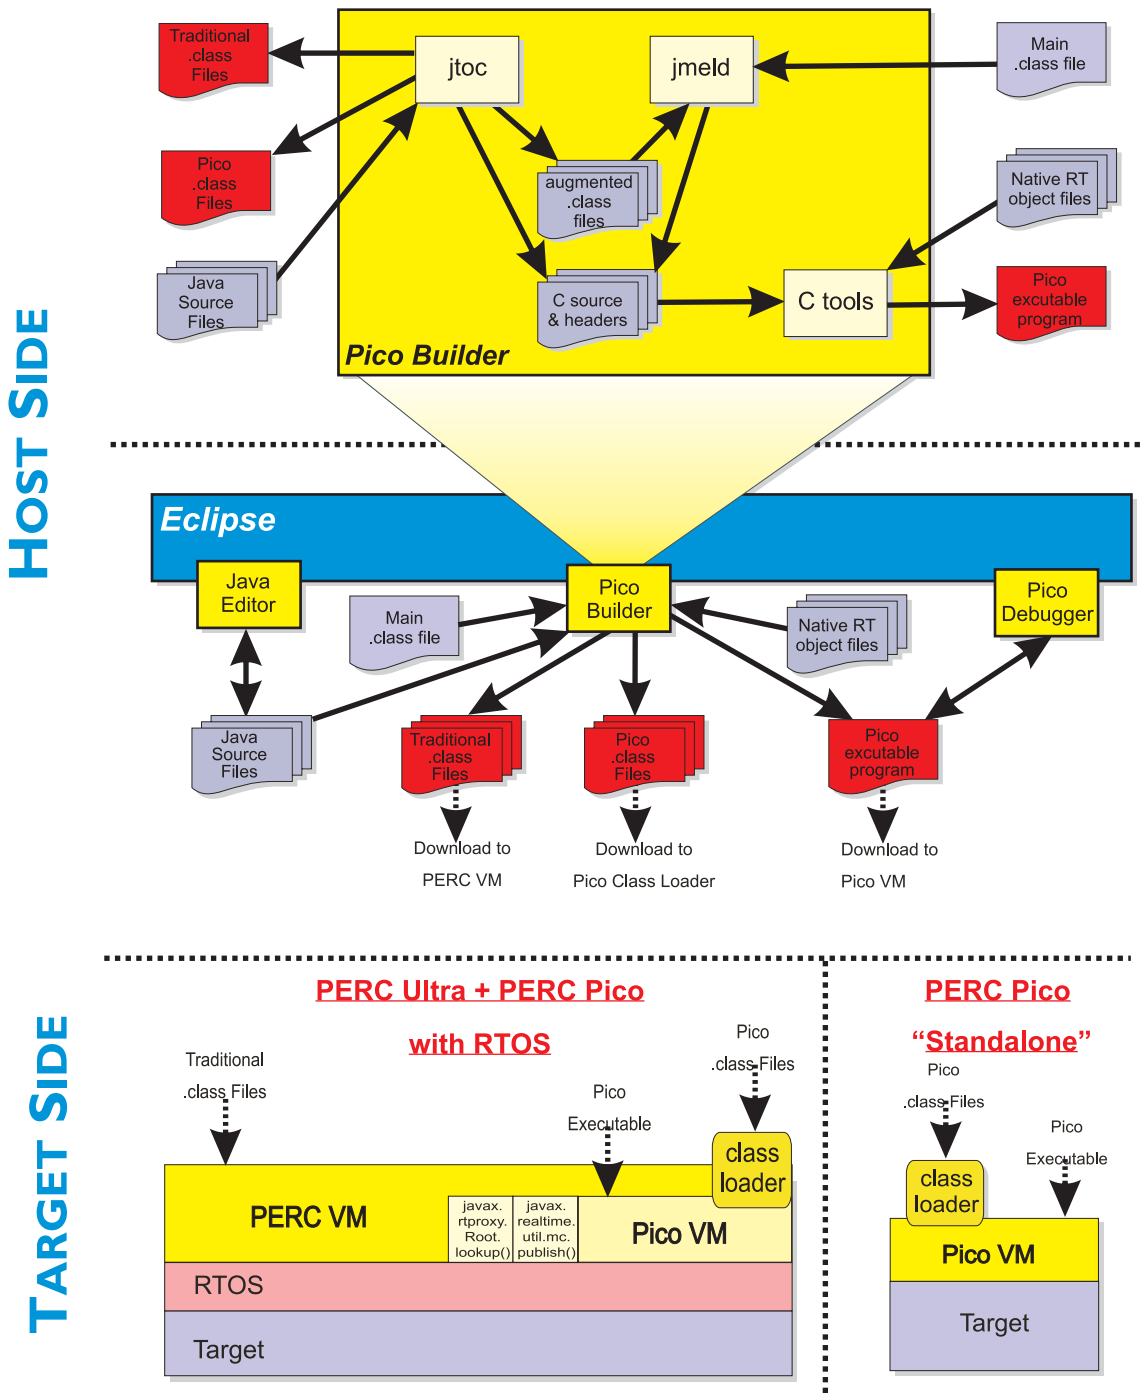 Traditional
.class
Files
jtoc
jmeld
Main
.class file
Pico
.class
Files
augmented
.class
files
Native RT
object files
Java
Source
Files
C source
& headers
C tools
Pico
excutable
program
Pico Builder
HOST SIDE
Eclipse
Java
Editor
Pico
Builder
Pico
Debugger
Main
.class file
Native RT
object files
Java
Source
Files
Traditional
.class
Files
Pico
.class
Files
Pico
excutable
program
Download to
PERC VM
Download to
Pico Class Loader
Download to
Pico VM
TARGET SIDE
PERC Ultra + PERC Pico
with RTOS
Traditional
.class Files
Pico
Executable
Pico
.class Files
class
loader
PERC VM
javax.
rtproxy.
Root.
lookup()
javax.
realtime.
util.mc.
publish()
Pico VM
RTOS
Target
PERC Pico
“Standalone”
Pico
.class Files
Pico
Executable
class
loader
Pico VM
Target